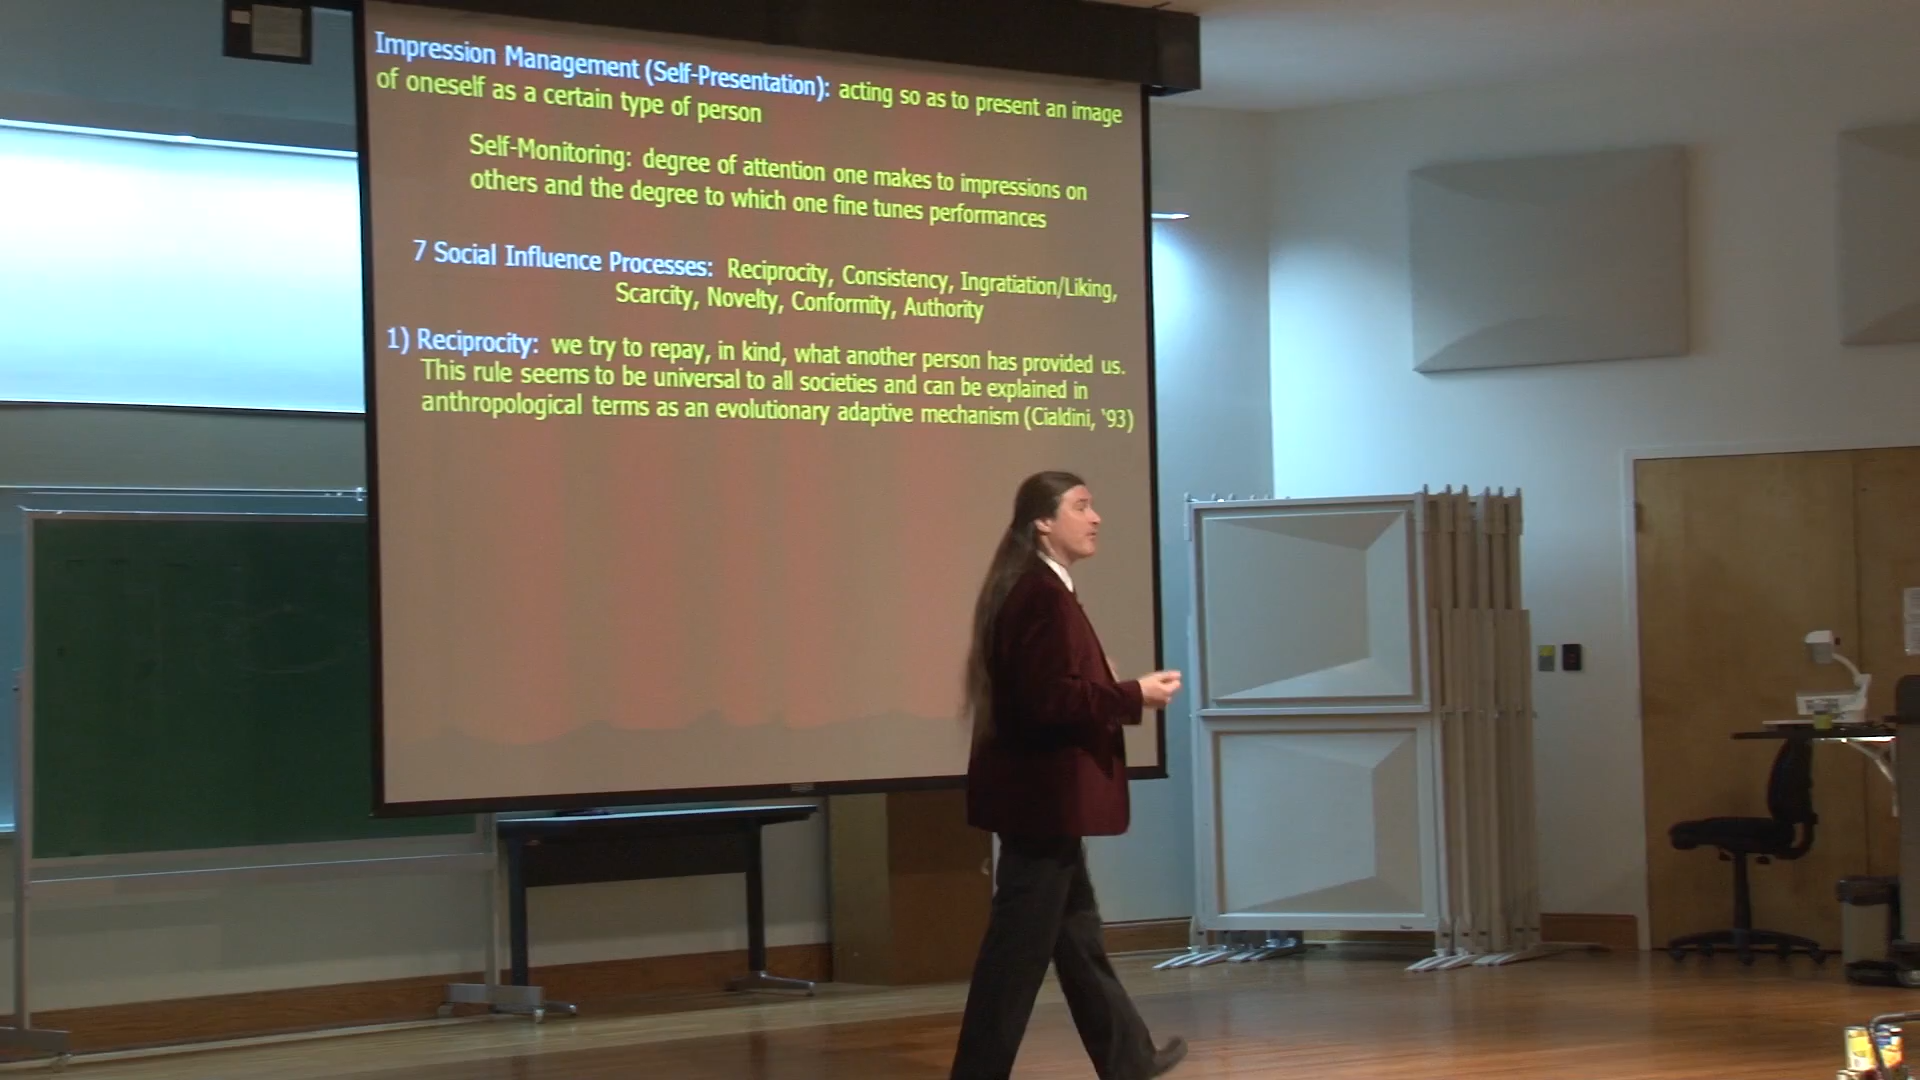 Impression Management (Self-Presentation): acting so as to present an image
of oneself as a certain type of person
Self-Monitoring: degree of attention one makes to impressions on
others and the degree to which one fine tunes performances
7 Social Influence Processes: Reciprocity, Consistency, Ingratiation/Liking,
Scarcity, Novelty, Conformity, Authority
1) Reciprocity: we try to repay, in kind, what another person has provided us.
This rule seems to be universal to all societies and can be explained in
anthropological terms as an evolutionary adaptive mechanism (Cialdini, '93)